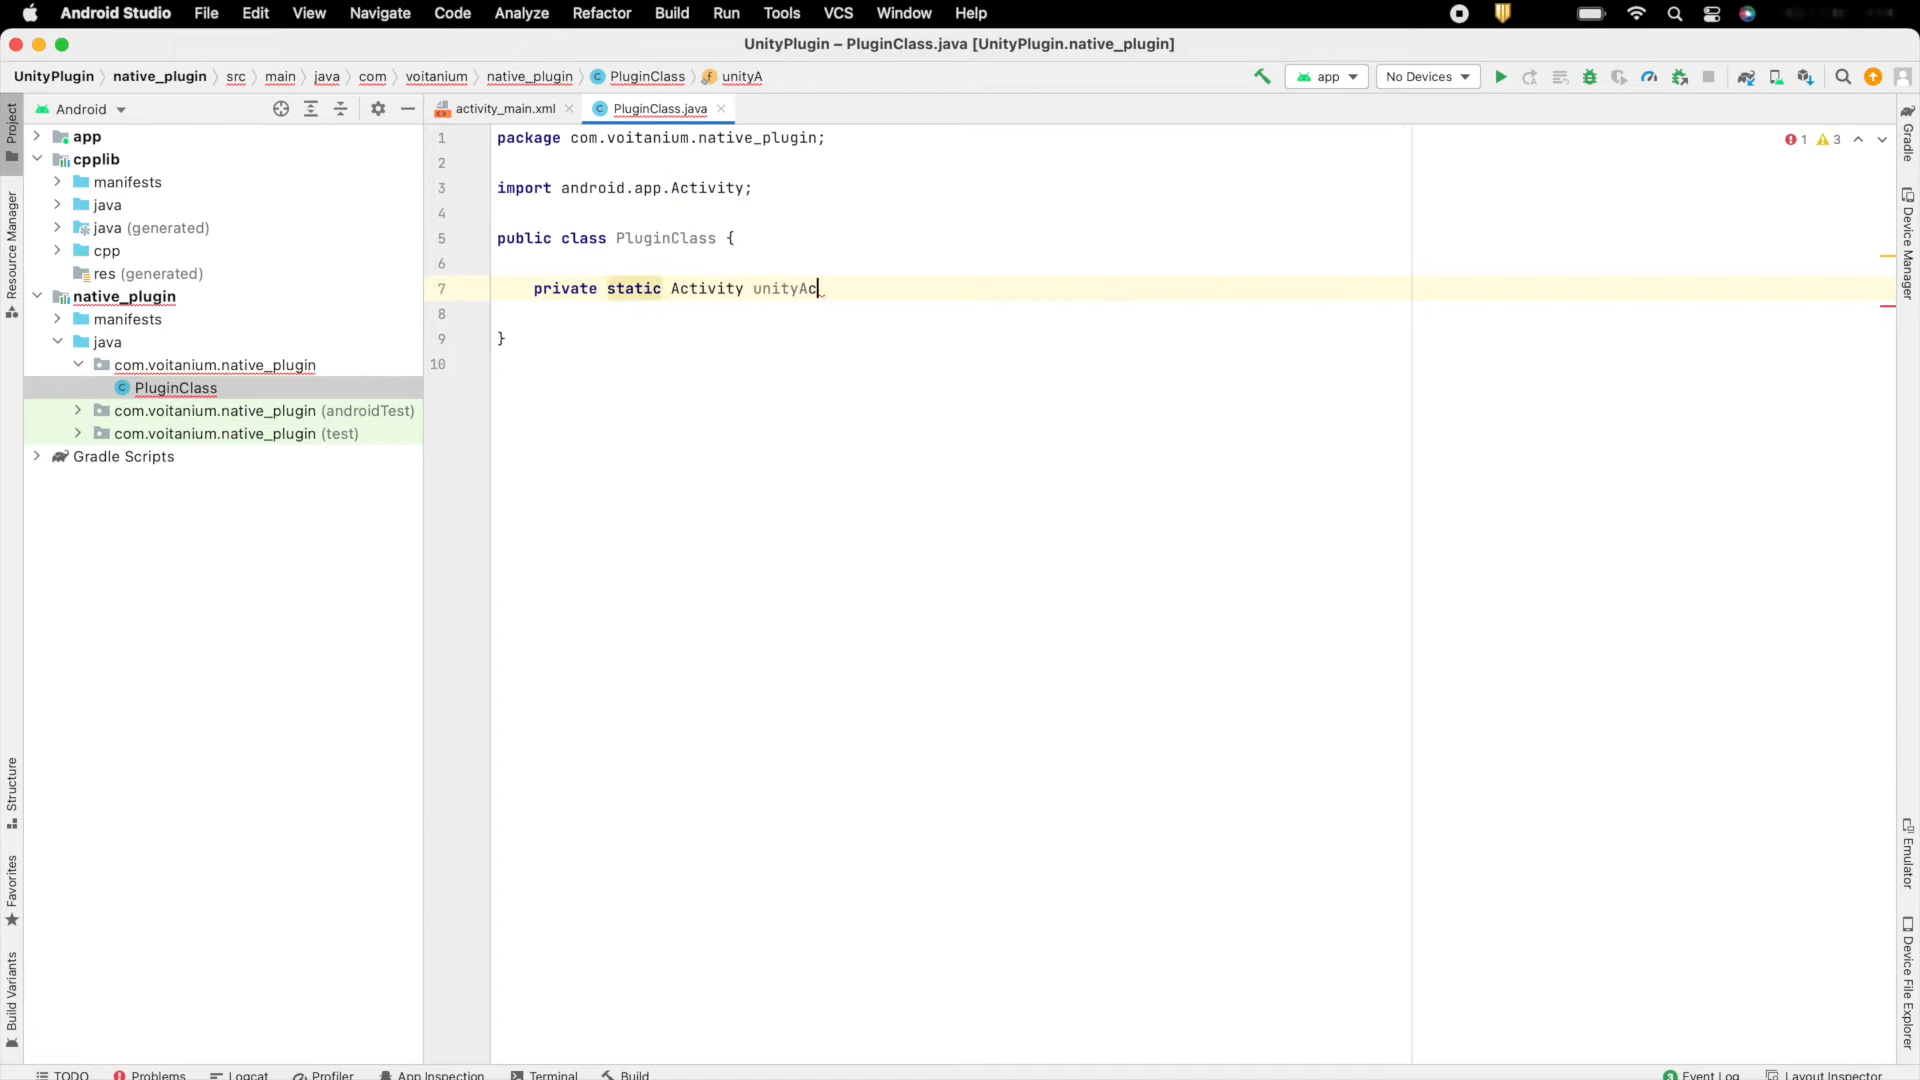 Android Studio File Edit View Navigate Code Analyze Refactor Build Run Tools VCS Window Help
UnityPlugin – PluginClass.java [UnityPlugin.native_plugin]
UnityPlugin native_plugin src main java com voitanium native_plugin PluginClass unityA
app No Devices
Android
activity_main.xml
PluginClass.java
Project
Resource Manager
Structure
Favorites
Build Variants
app
cpplib
manifests
java
java (generated)
cpp
res (generated)
native_plugin
manifests
java
com.voitanium.native_plugin
PluginClass
com.voitanium.native_plugin (androidTest)
com.voitanium.native_plugin (test)
Gradle Scripts
1 package com.voitanium.native_plugin;
2
3 import android.app.Activity;
4
5 public class PluginClass {
6
7 private static Activity unityAc
8
9 }
10
1 3
Gradle
Device Manager
Emulator
Device File Explorer
TODO Problems Logcat Profiler App Inspection Terminal Build 3 Event Log Layout Inspector